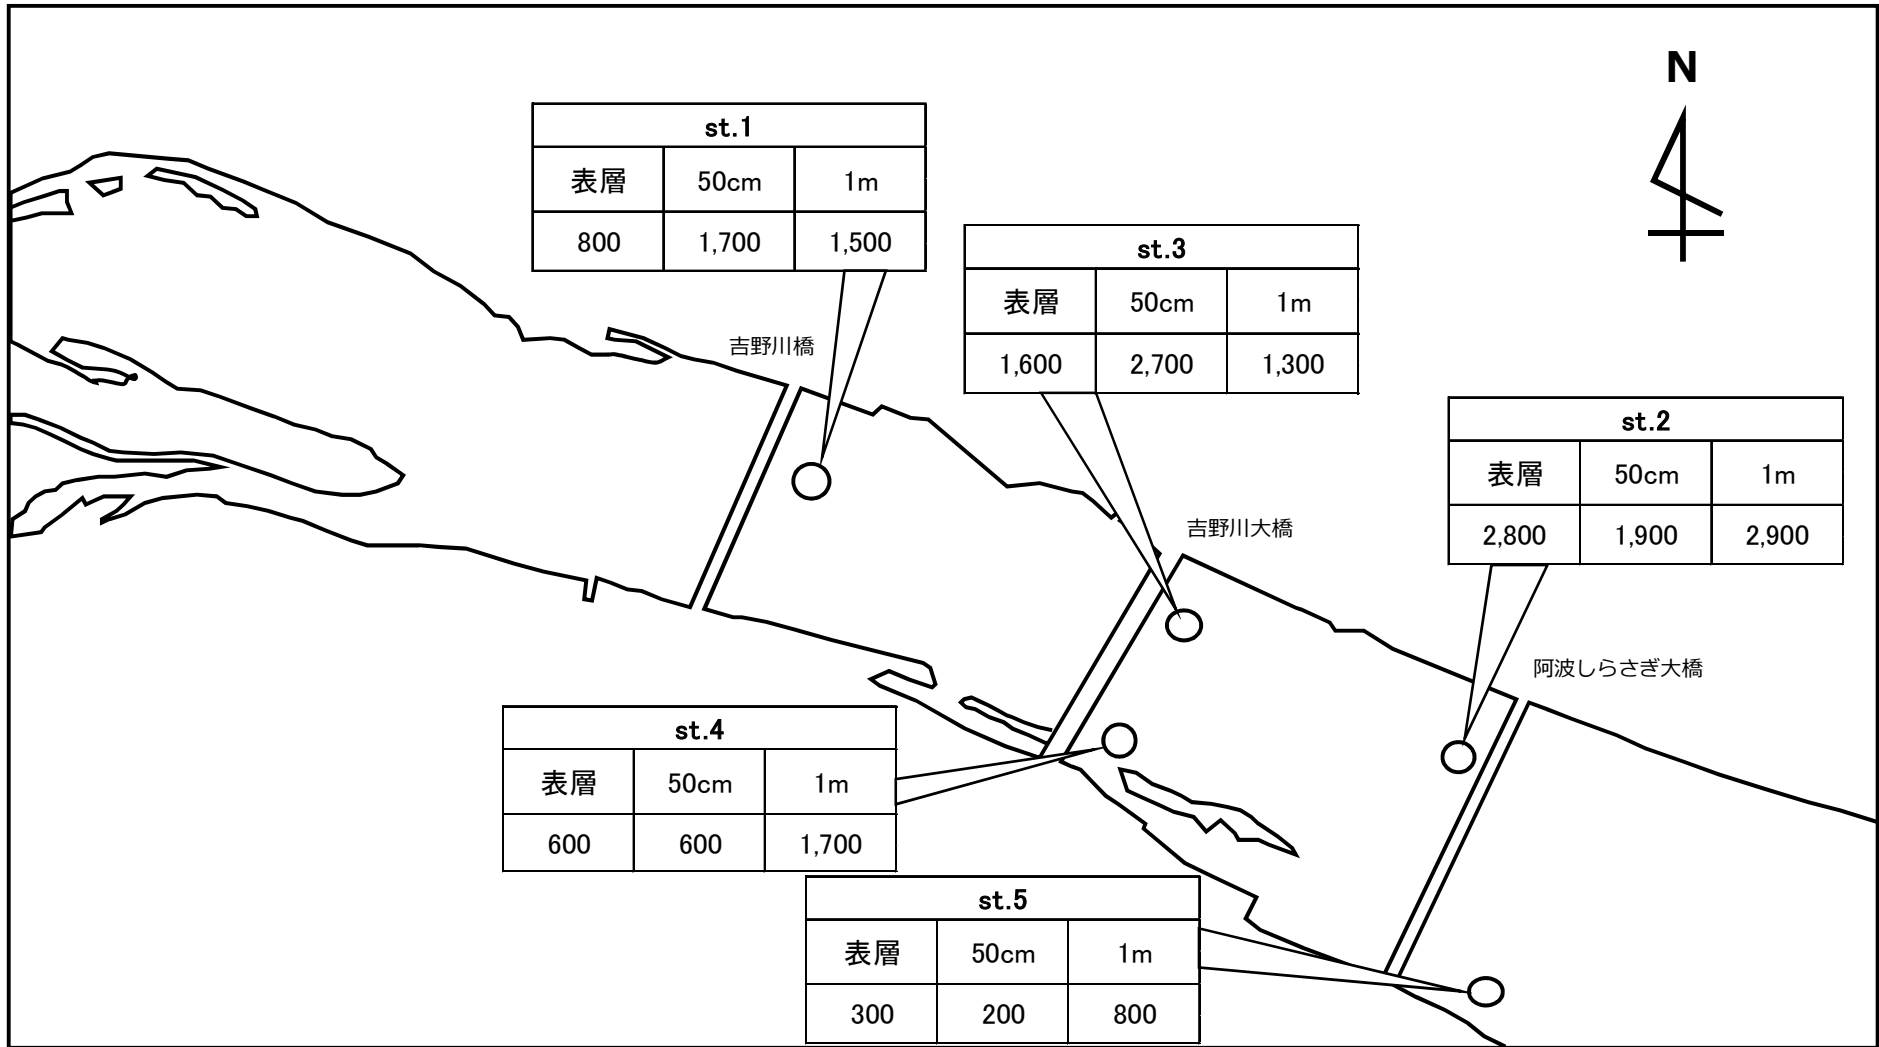 N
st.1
表層 50cm 1m
800 1,700 1,500
st.3
表層 50cm 1m
1,600 2,700 1,300
吉野川橋
st.2
表層 50cm 1m
2,800 1,900 2,900
吉野川大橋
阿波しらさぎ大橋
st.4
表層 50cm 1m
600 600 1,700
st.5
表層 50cm 1m
300 200 800